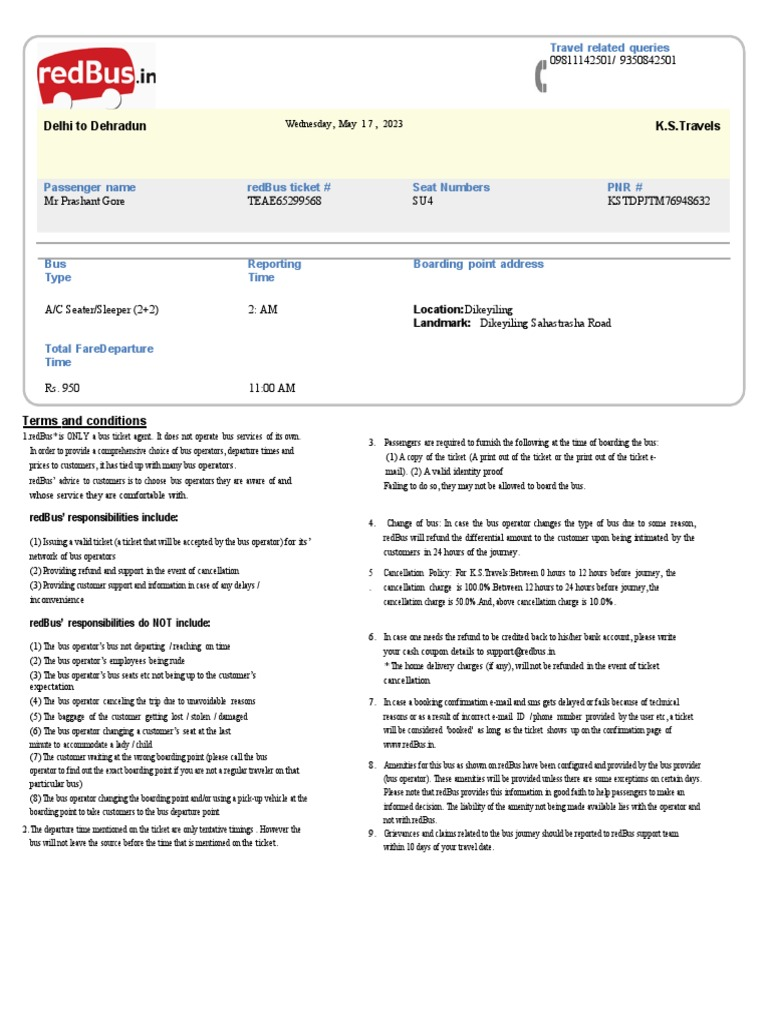 redBus.in
Travel related queries
09811142501/ 9350842501
Delhi to Dehradun
Wednesday, May 17, 2023
K.S.Travels
Passenger name
redBus ticket #
Seat Numbers
PNR #
Mr Prashant Gore
TEAE65299568
SU4
KSTDPJTM76948632
Bus
Type
Reporting
Time
Boarding point address
A/C Seater/Sleeper (2+2)
2: AM
Location:Dikeyiling
Landmark: Dikeyiling Sahastrasha Road
Total FareDeparture
Time
Rs. 950
11:00 AM
Terms and conditions
1.redBus* is ONLY a bus ticket agent. It does not operate bus services of its own.
In order to provide a comprehensive choice of bus operators, departure times and
prices to customers, it has tied up with many bus operators.
redBus' advice to customers is to choose bus operators they are aware of and
whose service they are comfortable with.
redBus' responsibilities include:
(1) Issuing a valid ticket (a ticket that will be accepted by the bus operator) for its '
network of bus operators
(2) Providing refund and support in the event of cancellation
(3) Providing customer support and information in case of any delays /
inconvenience
redBus' responsibilities do NOT include:
(1) The bus operator's bus not departing / reaching on time
(2) The bus operator's employees being rude
(3) The bus operator's bus seats etc not being up to the customer's
expectation
(4) The bus operator canceling the trip due to unavoidable reasons
(5) The baggage of the customer getting lost / stolen / damaged
(6) The bus operator changing a customer's seat at the last
minute to accommodate a lady / child
(7) The customer waiting at the wrong boarding point (please call the bus
operator to find out the exact boarding point if you are not a regular traveler on that
particular bus)
(8) The bus operator changing the boarding point and/or using a pick-up vehicle at the
boarding point to take customers to the bus departure point
2.The departure time mentioned on the ticket are only tentative timings . However the
bus will not leave the source before the time that is mentioned on the ticket.
3. Passengers are required to furnish the following at the time of boarding the bus:
(1) A copy of the ticket (A print out of the ticket or the print out of the ticket e-
mail). (2) A valid identity proof
Failing to do so, they may not be allowed to board the bus.
4. Change of bus: In case the bus operator changes the type of bus due to some reason,
redBus will refund the differential amount to the customer upon being intimated by the
customers in 24 hours of the journey.
5 Cancellation Policy: For K.S.Travels:Between 0 hours to 12 hours before journey, the
. cancellation charge is 100.0%.Between 12 hours to 24 hours before journey, the
cancellation charge is 50.0%.And, above cancellation charge is 10.0%.
6. In case one needs the refund to be credited back to his/her bank account, please write
your cash coupon details to support@redbus.in
* The home delivery charges (if any), will not be refunded in the event of ticket
cancellation
7. In case a booking confirmation e-mail and sms gets delayed or fails because of technical
reasons or as a result of incorrect e-mail ID / phone number provided by the user etc, a ticket
will be considered 'booked' as long as the ticket shows up on the confirmation page of
www.redBus.in.
8. Amenities for this bus as shown on redBus have been configured and provided by the bus provider
(bus operator). These amenities will be provided unless there are some exceptions on certain days.
Please note that redBus provides this information in good faith to help passengers to make an
informed decision. The liability of the amenity not being made available lies with the operator and
not with redBus.
9. Grievances and claims related to the bus journey should be reported to redBus support team
within 10 days of your travel date.